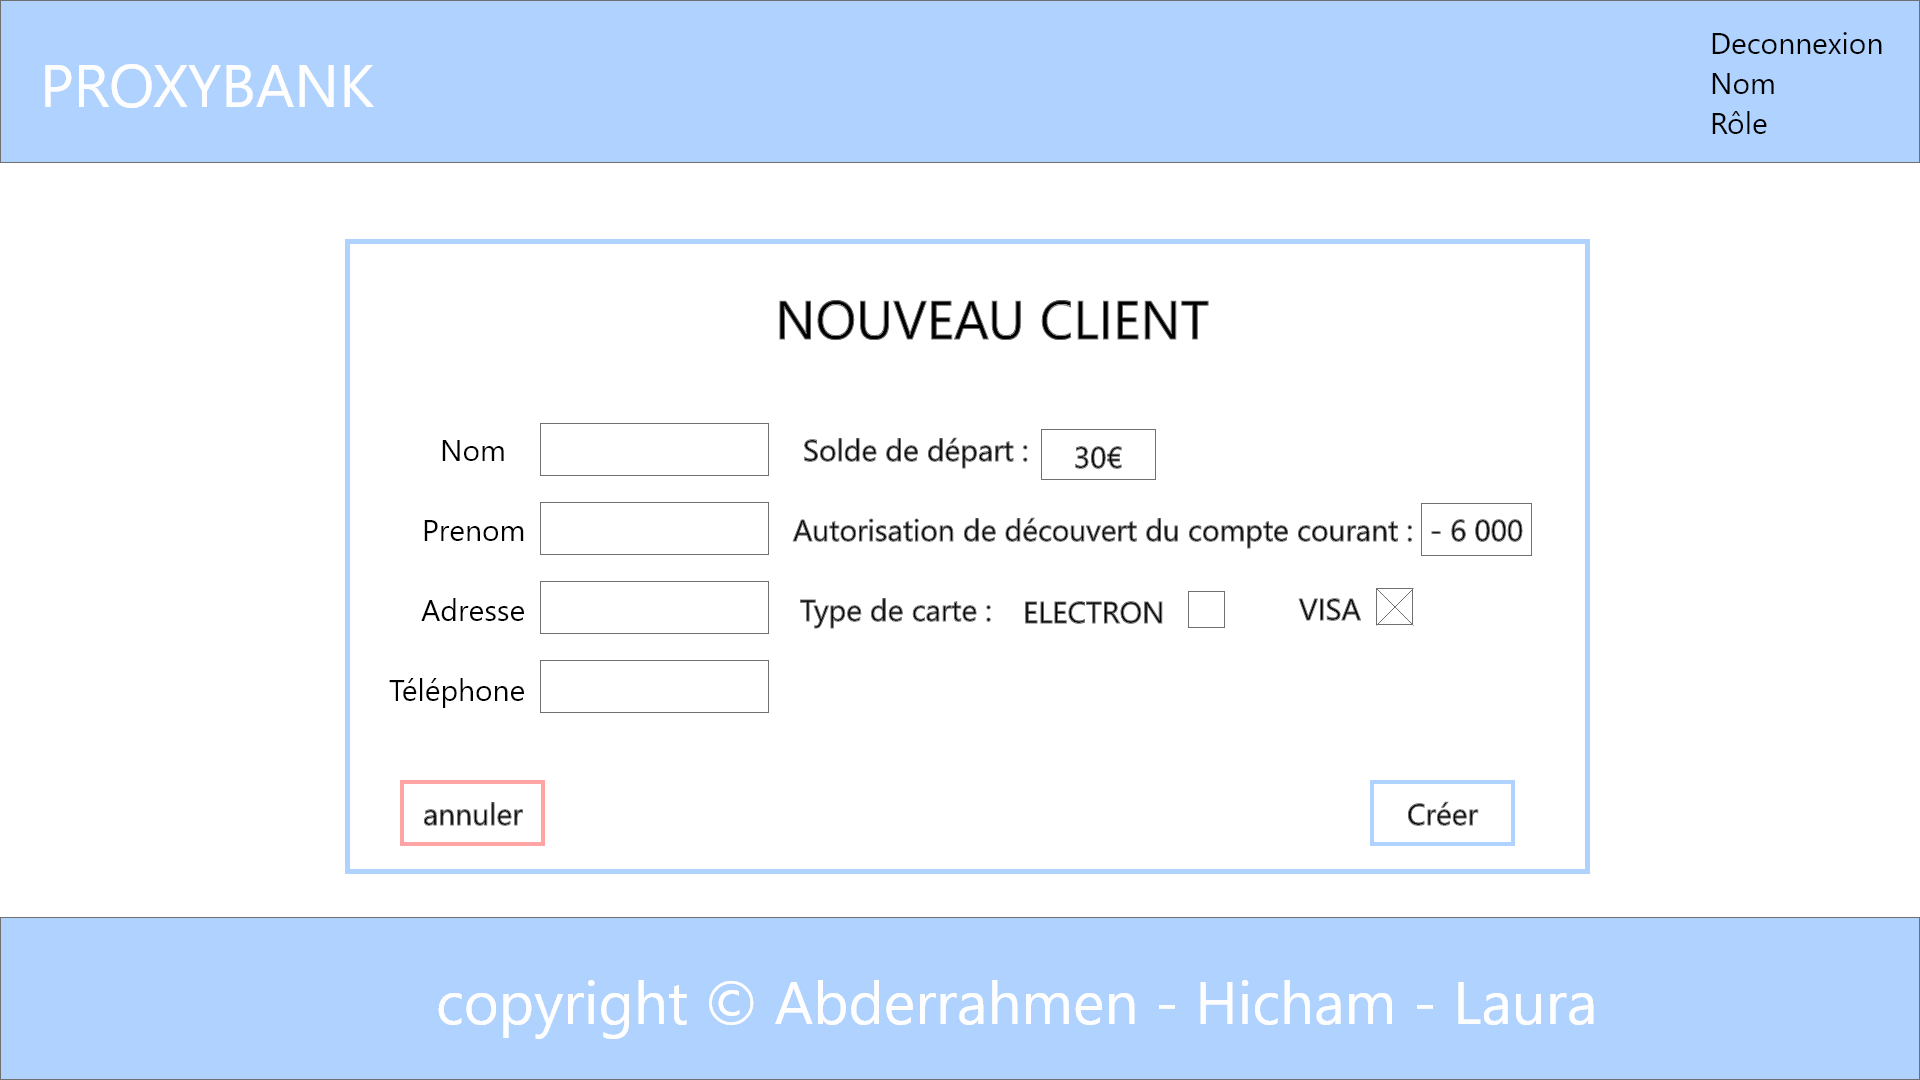 PROXYBANK
Deconnexion
Nom
Rôle
NOUVEAU CLIENT
Nom
Solde de départ : 30€
Prenom
Autorisation de découvert du compte courant : - 6 000
Adresse
Type de carte : ELECTRON VISA
Téléphone
annuler
Créer
copyright © Abderrahmen - Hicham - Laura